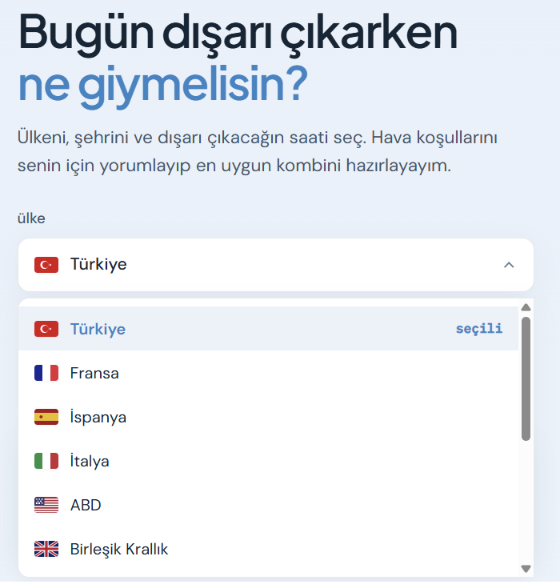 Bugün dışarı çıkarken
ne giymelisin?
Ülkeni, şehrini ve dışarı çıkacağın saati seç. Hava koşullarını
senin için yorumlayıp en uygun kombini hazırlayayım.
ülke
Türkiye
Türkiye seçili
Fransa
İspanya
İtalya
ABD
Birleşik Krallık